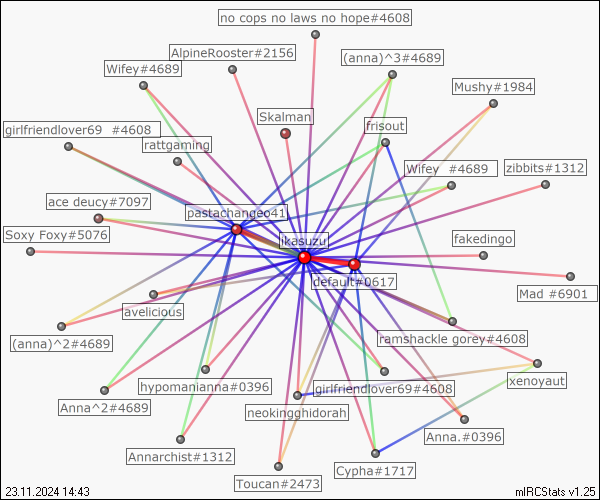 no cops no laws no hope#4608
AlpineRooster#2156
(anna)^3#4689
Wifey#4689
Mushy#1984
Skalman
frisout
girlfriendlover69 #4608
rattgaming
Wifey #4689
zibbits#1312
ace deucy#7097
pastachangeo41
Soxy Foxy#5076
jkasuzu
fakedingo
default#0617
Mad #6901
avelicious
(anna)^2#4689
ramshackle gorey#4608
hypomanianna#0396
girlfriendlover69#4608
xenoyaut
Anna^2#4689
neokingghidorah
Anna.#0396
Annarchist#1312
Cypha#1717
Toucan#2473
23.11.2024 14:43
mIRCStats v1.25